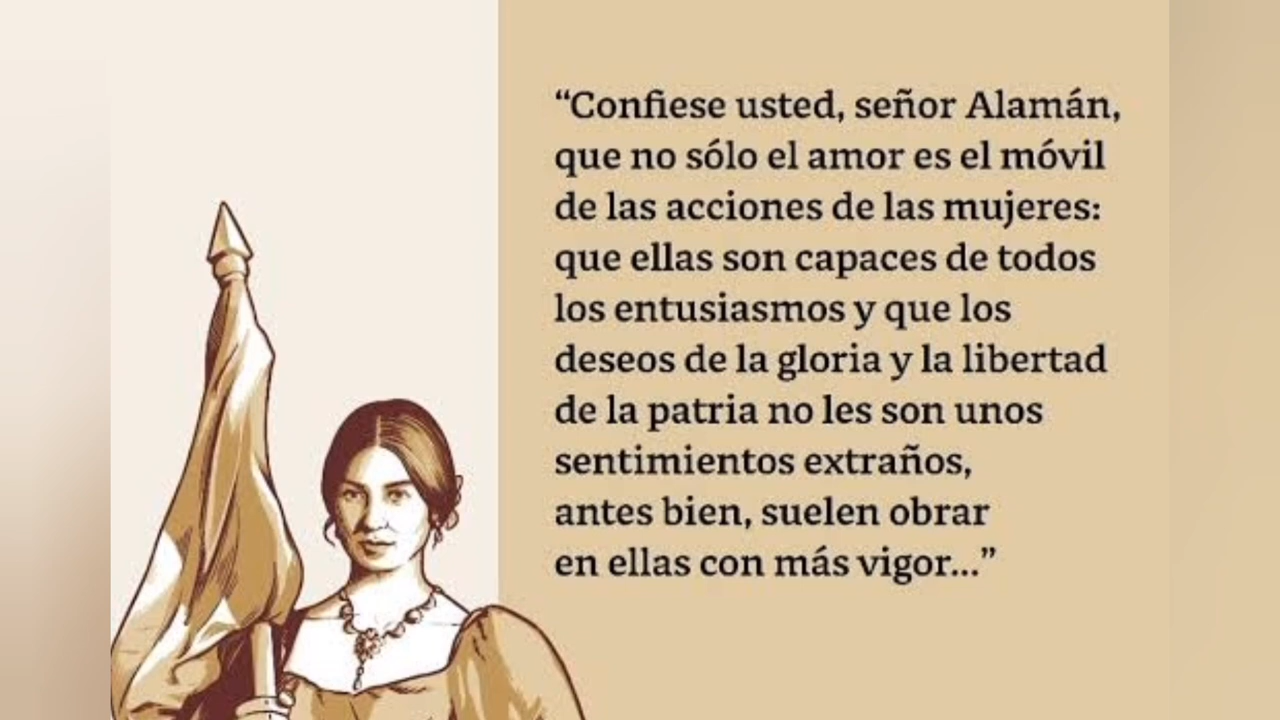 “Confiese usted, señor Alamán,
que no sólo el amor es el móvil
de las acciones de las mujeres:
que ellas son capaces de todos
los entusiasmos y que los
deseos de la gloria y la libertad
de la patria no les son unos
sentimientos extraños,
antes bien, suelen obrar
en ellas con más vigor...”